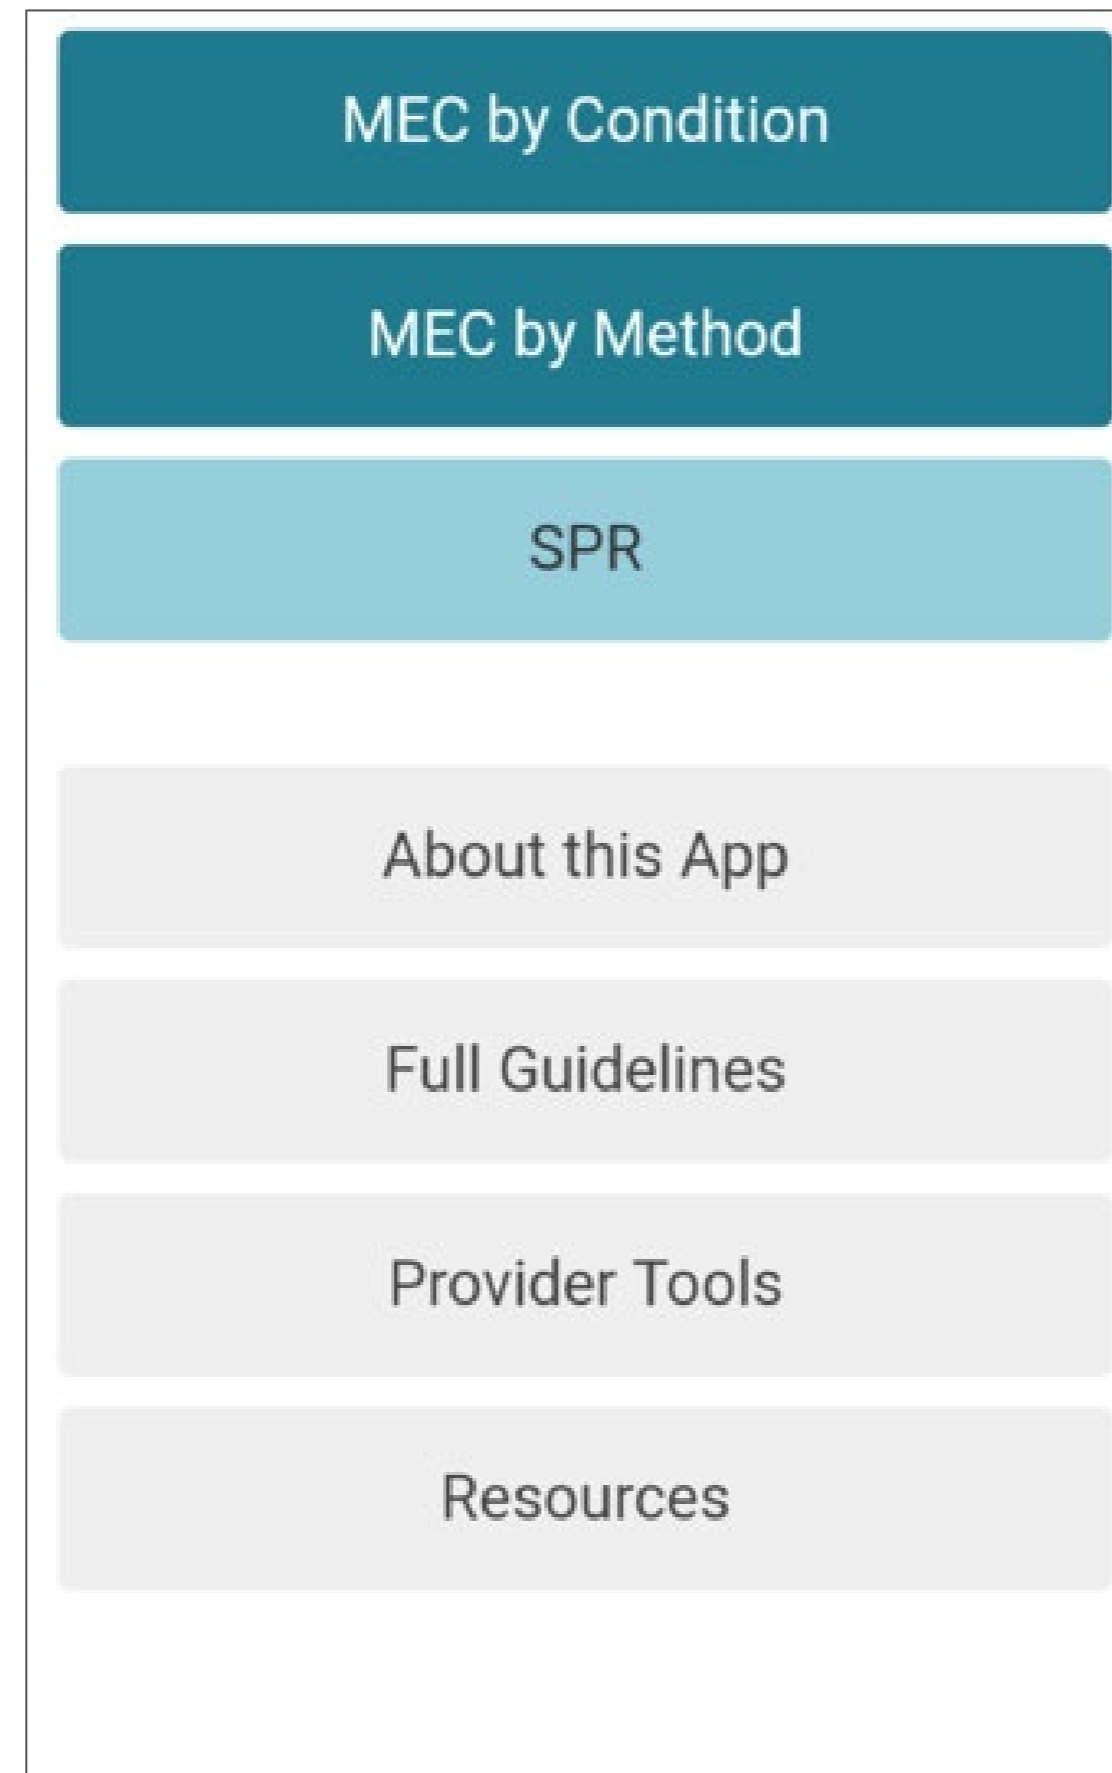 MEC by Condition
MEC by Method
SPR
About this App
Full Guidelines
Provider Tools
Resources